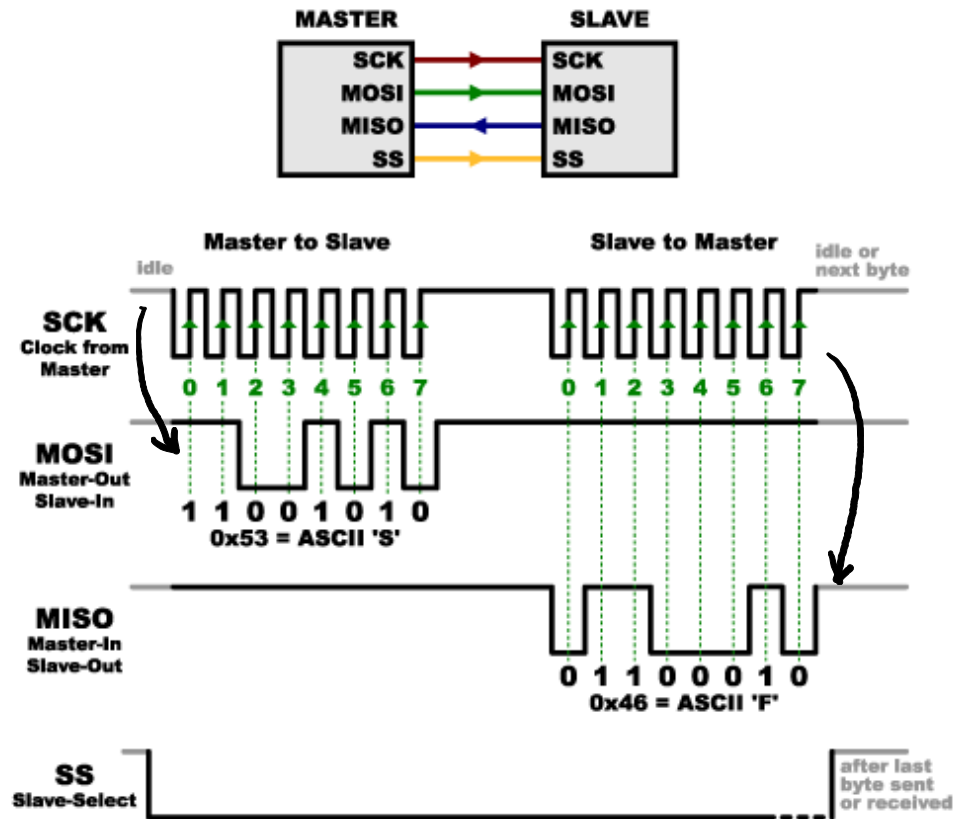 MASTER SLAVE
SCK SCK
MOSI MOSI
MISO MISO
SS SS
Master to Slave Slave to Master
idle
idle or
next byte
SCK
Clock from
Master
0 1 2 3 4 5 6 7 0 1 2 3 4 5 6 7
MOSI
Master-Out
Slave-In
1 1 0 0 1 0 1 0
0x53 = ASCII 'S'
MISO
Master-In
Slave-Out
0 1 1 0 0 0 1 0
0x46 = ASCII 'F'
SS
Slave-Select
after last
byte sent
or received